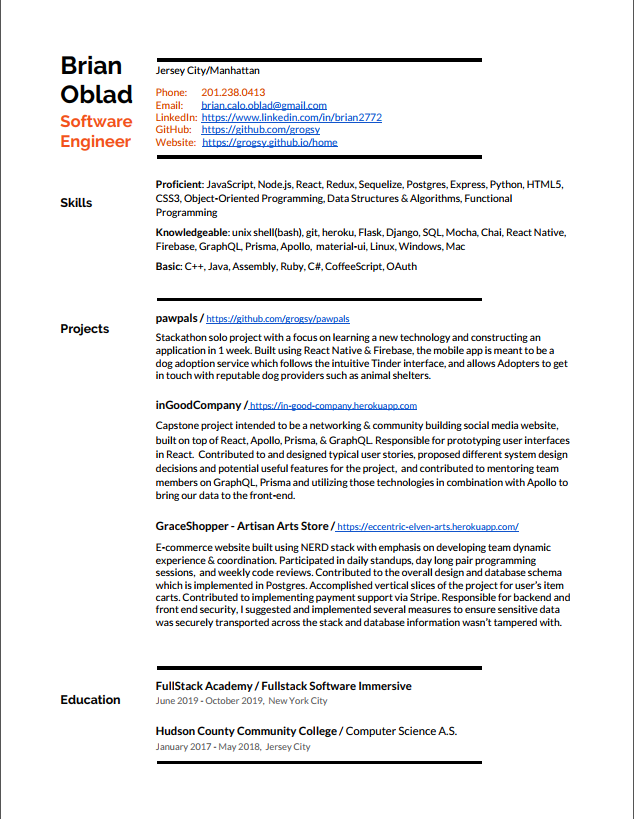 Brian
Oblad
Software
Engineer
Jersey City/Manhattan
Phone: 201.238.0413
Email: brian.calo.oblad@gmail.com
LinkedIn: https://www.linkedin.com/in/brian2772
GitHub: https://github.com/grogsy
Website: https://grogsy.github.io/home
Skills
Proficient: JavaScript, Node.js, React, Redux, Sequelize, Postgres, Express, Python, HTML5,
CSS3, Object-Oriented Programming, Data Structures & Algorithms, Functional
Programming
Knowledgeable: unix shell(bash), git, heroku, Flask, Django, SQL, Mocha, Chai, React Native,
Firebase, GraphQL, Prisma, Apollo, material-ui, Linux, Windows, Mac
Basic: C++, Java, Assembly, Ruby, C#, CoffeeScript, OAuth
Projects
pawpals / https://github.com/grogsy/pawpals
Stackathon solo project with a focus on learning a new technology and constructing an
application in 1 week. Built using React Native & Firebase, the mobile app is meant to be a
dog adoption service which follows the intuitive Tinder interface, and allows Adopters to get
in touch with reputable dog providers such as animal shelters.
inGoodCompany / https://in-good-company.herokuapp.com
Capstone project intended to be a networking & community building social media website,
built on top of React, Apollo, Prisma, & GraphQL. Responsible for prototyping user interfaces
in React. Contributed to and designed typical user stories, proposed different system design
decisions and potential useful features for the project, and contributed to mentoring team
members on GraphQL, Prisma and utilizing those technologies in combination with Apollo to
bring our data to the front-end.
GraceShopper - Artisan Arts Store / https://eccentric-elven-arts.herokuapp.com/
E-commerce website built using NERD stack with emphasis on developing team dynamic
experience & coordination. Participated in daily standups, day long pair programming
sessions, and weekly code reviews. Contributed to the overall design and database schema
which is implemented in Postgres. Accomplished vertical slices of the project for user's item
carts. Contributed to implementing payment support via Stripe. Responsible for backend and
front end security, I suggested and implemented several measures to ensure sensitive data
was securely transported across the stack and database information wasn't tampered with.
Education
FullStack Academy / Fullstack Software Immersive
June 2019 - October 2019, New York City
Hudson County Community College / Computer Science A.S.
January 2017 - May 2018, Jersey City